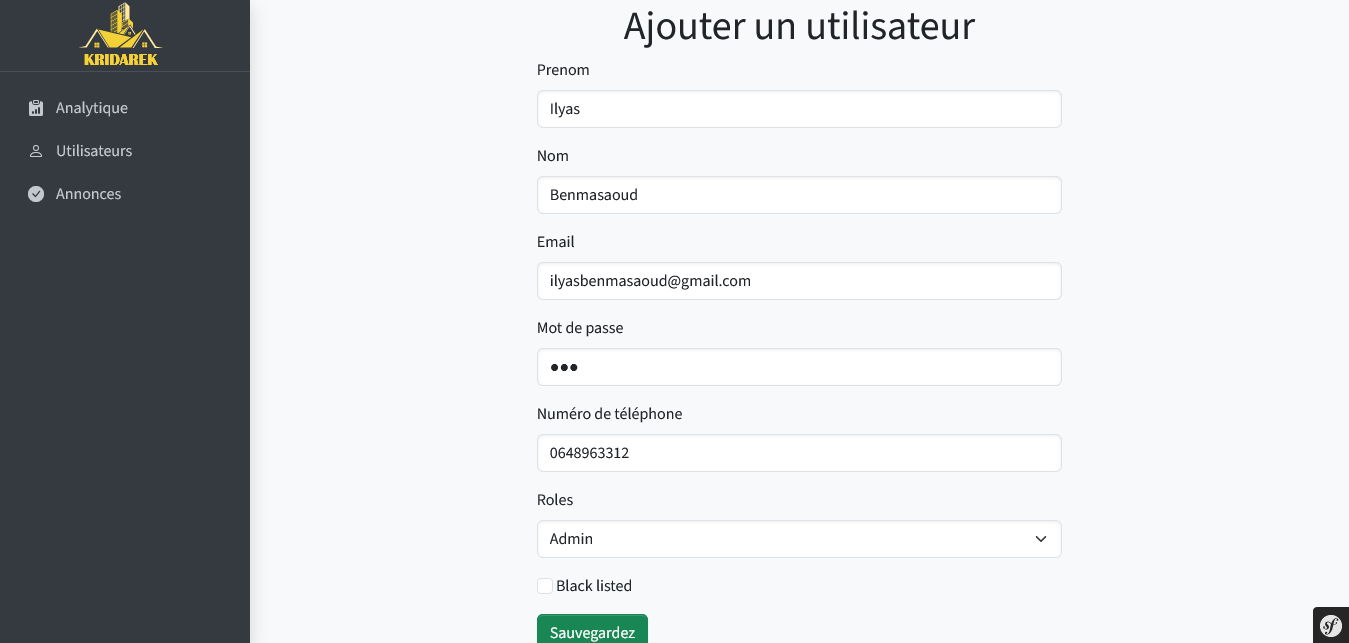 KRIDAREK
Analytique
Utilisateurs
Annonces
Ajouter un utilisateur
Prenom
Ilyas
Nom
Benmasaoud
Email
ilyasbenmasaoud@gmail.com
Mot de passe
•••
Numéro de téléphone
0648963312
Roles
Admin
Black listed
Sauvegardez
sf